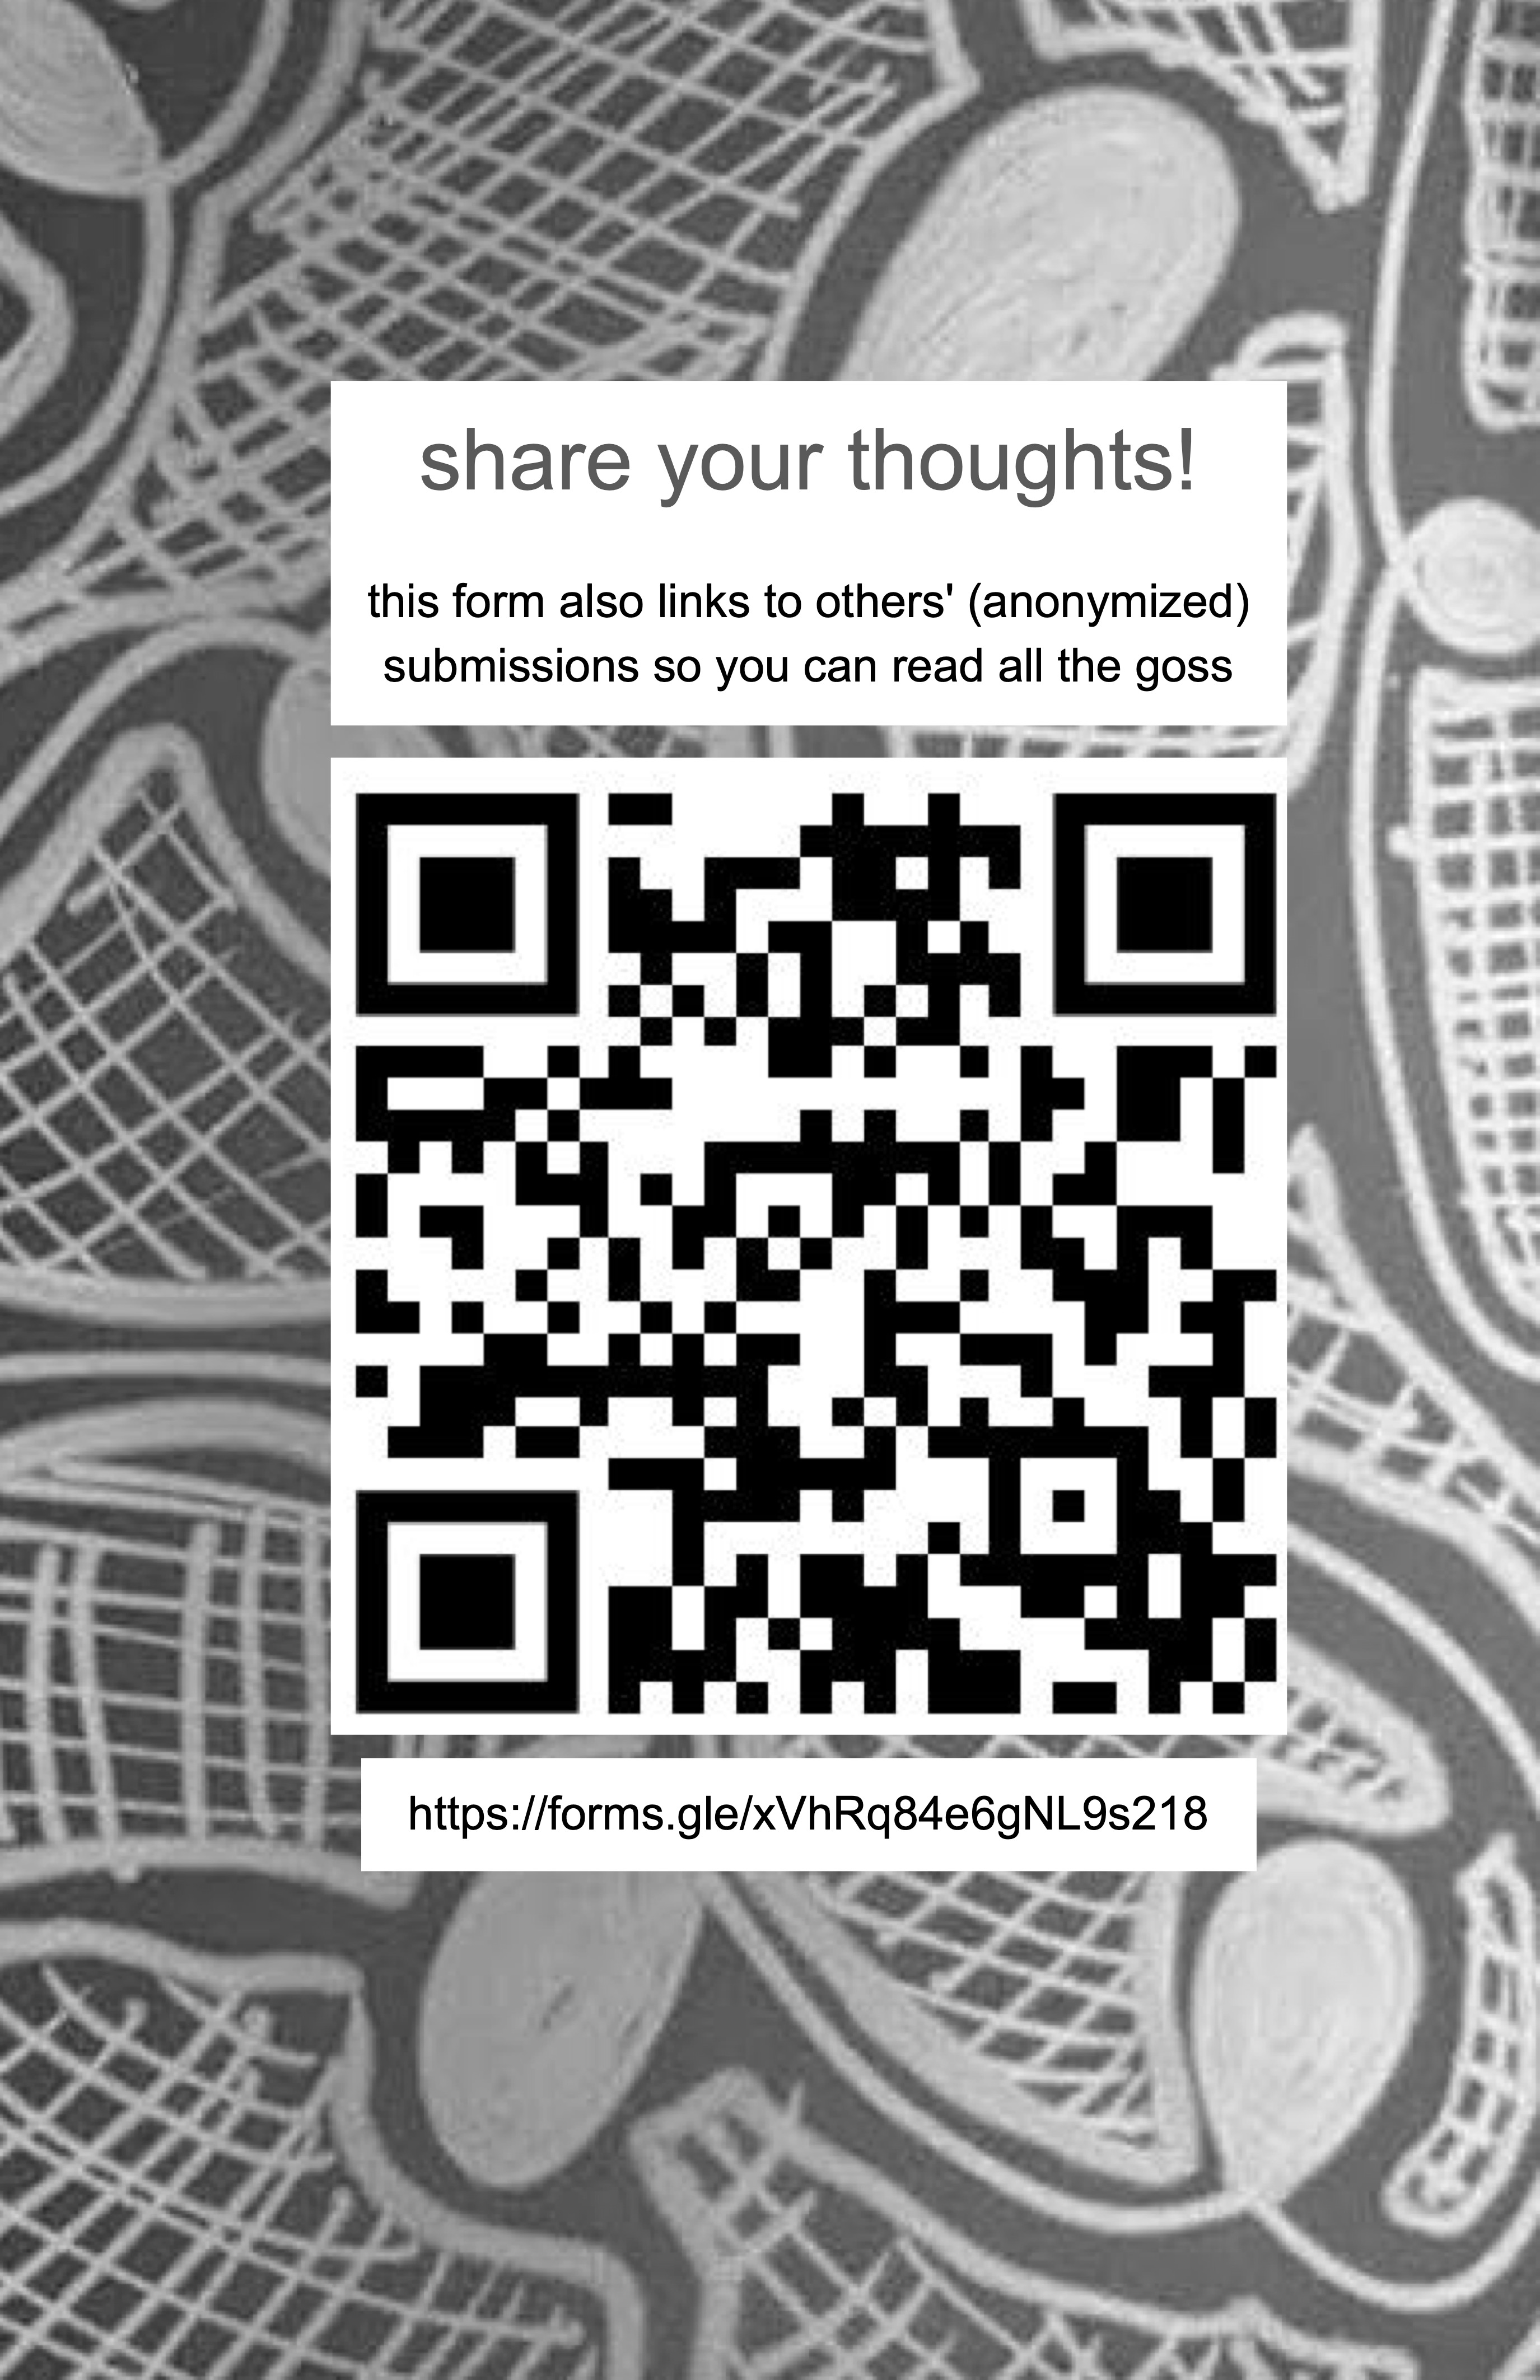 share your thoughts!
this form also links to others' (anonymized)
submissions so you can read all the goss
https://forms.gle/xVhRq84e6gNL9s218